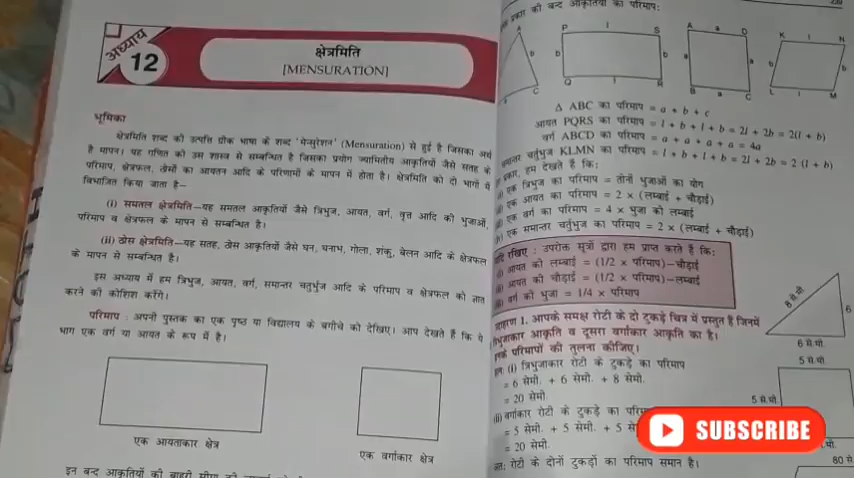 अध्याय
12
क्षेत्रमिति
[MENSURATION]
भूमिका
क्षेत्रमिति शब्द की उत्पत्ति ग्रीक भाषा के शब्द 'मेन्सुरेशन' (Mensuration) से हुई है जिसका अर्थ
है मापन। यह गणित की उस शास्त्र से सम्बन्धित है जिसका प्रयोग ज्यामितीय आकृतियों जैसे सतह के
परिमाप, क्षेत्रफल, ठोसों का आयतन आदि के परिणामों के मापन में होता है। क्षेत्रमिति को दो भागों में
विभाजित किया जाता है—
(i) समतल क्षेत्रमिति—यह समतल आकृतियों जैसे त्रिभुज, आयत, वर्ग, वृत्त आदि की भुजाओं,
परिमाप व क्षेत्रफल के मापन से सम्बन्धित है।
(ii) ठोस क्षेत्रमिति—यह सतह, ठोस आकृतियों जैसे घन, घनाभ, गोला, शंकु, बेलन आदि के क्षेत्रफल
के मापन से सम्बन्धित है।
इस अध्याय में हम त्रिभुज, आयत, वर्ग, समान्तर चतुर्भुज आदि के परिमाप व क्षेत्रफल को ज्ञात
करने की कोशिश करेंगे।
परिमाप : अपनी पुस्तक का एक पृष्ठ या विद्यालय के बगीचे को देखिए। आप देखते हैं कि ये
भाग एक वर्ग या आयत के रूप में है।
एक आयताकार क्षेत्र
एक वर्गाकार क्षेत्र
इन बन्द आकृतियों की बाहरी सीमा
प्रकार की बन्द आकृतियों का परिमाप:
A b c C
P l S b b Q l R
A a D a a B a C
K l N b b L l M
Δ ABC का परिमाप = a + b + c
आयत PQRS का परिमाप = l + b + l + b = 2l + 2b = 2(l + b)
वर्ग ABCD का परिमाप = a + a + a + a = 4a
समान्तर चतुर्भुज KLMN का परिमाप = l + b + l + b = 2l + 2b = 2 (l + b)
प्रकार, हम देखते हैं कि:
एक त्रिभुज का परिमाप = तीनों भुजाओं का योग
एक आयत का परिमाप = 2 × (लम्बाई + चौड़ाई)
एक वर्ग का परिमाप = 4 × भुजा की लम्बाई
एक समान्तर चतुर्भुज का परिमाप = 2 × (लम्बाई + चौड़ाई)
रखिए : उपरोक्त सूत्रों द्वारा हम प्राप्त करते हैं कि:
आयत की लम्बाई = (1/2 × परिमाप)—चौड़ाई
आयत की चौड़ाई = (1/2 × परिमाप)—लम्बाई
वर्ग की भुजा = 1/4 × परिमाप
1. आपके समक्ष रोटी के दो टुकड़े चित्र में प्रस्तुत हैं जिनमें
त्रिभुजाकार आकृति व दूसरा वर्गाकार आकृति का है।
इनके परिमापों की तुलना कीजिए।
8 से.मी
6
6 से.मी
(i) त्रिभुजाकार रोटी के टुकड़े का परिमाप
= 6 सेमी. + 6 सेमी. + 8 सेमी.
= 20 सेमी.
5 से.मी
5 से.मी
(ii) वर्गाकार रोटी के टुकड़े का
= 5 सेमी. + 5 सेमी. + 5
= 20 सेमी.
अतः रोटी के दोनों टुकड़ों का परिमाप समान है।
80 से
SUBSCRIBE